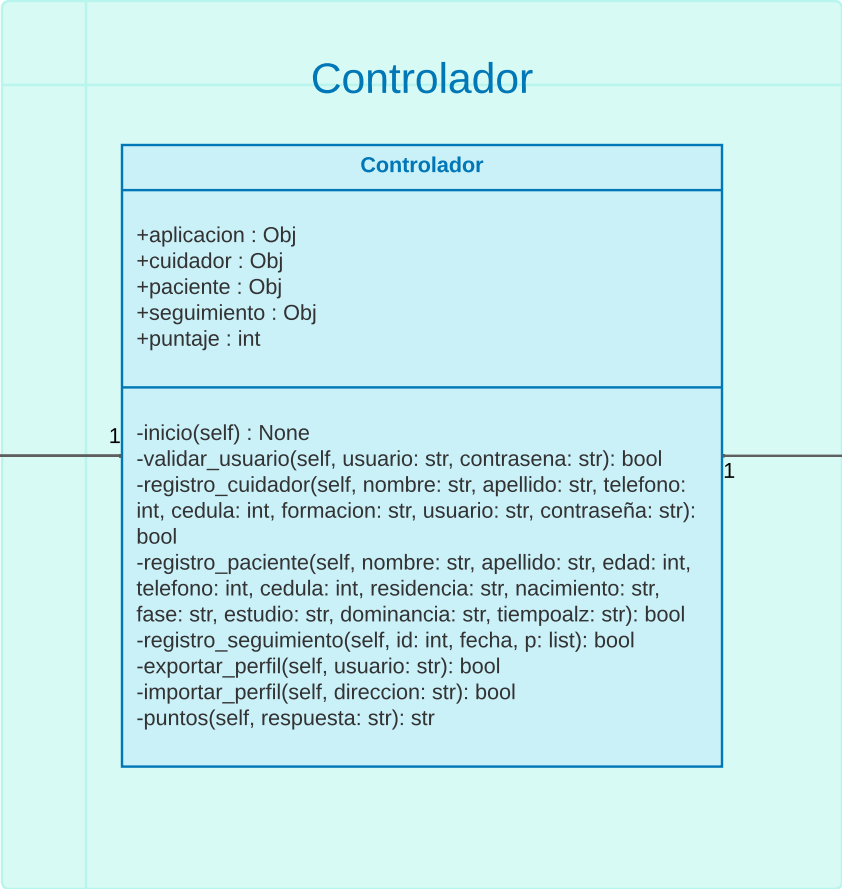 Controlador
Controlador
+aplicacion : Obj
+cuidador : Obj
+paciente : Obj
+seguimiento : Obj
+puntaje : int
1
-inicio(self) : None
-validar_usuario(self, usuario: str, contrasena: str): bool
1
-registro_cuidador(self, nombre: str, apellido: str, telefono:
int, cedula: int, formacion: str, usuario: str, contraseña: str):
bool
-registro_paciente(self, nombre: str, apellido: str, edad: int,
telefono: int, cedula: int, residencia: str, nacimiento: str,
fase: str, estudio: str, dominancia: str, tiempoalz: str): bool
-registro_seguimiento(self, id: int, fecha, p: list): bool
-exportar_perfil(self, usuario: str): bool
-importar_perfil(self, direccion: str): bool
-puntos(self, respuesta: str): str